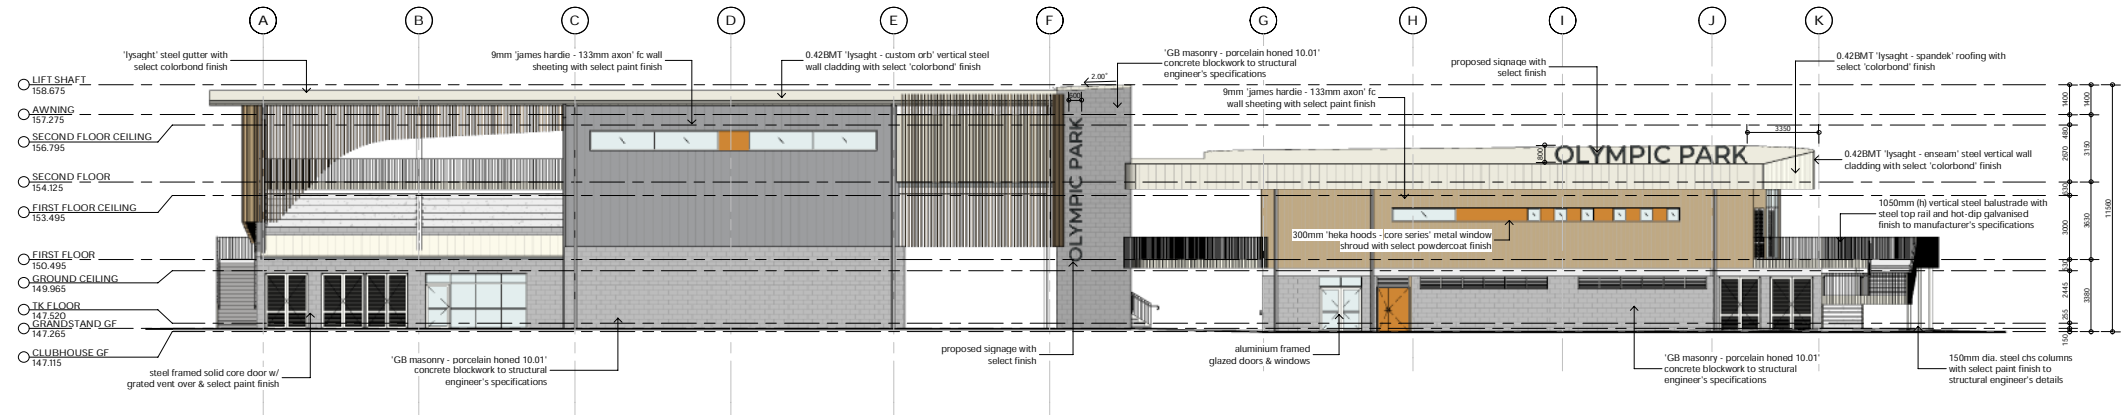 A B C D E F G H I J K
'lysaght' steel gutter with
select colorbond finish
9mm 'james hardie - 133mm axon' fc wall
sheeting with select paint finish
0.42BMT 'lysaght - custom orb' vertical steel
wall cladding with select 'colorbond' finish
'GB masonry - porcelain honed 10.01'
concrete blockwork to structural
engineer's specifications
9mm 'james hardie - 133mm axon' fc
wall sheeting with select paint finish
proposed signage with
select finish
0.42BMT 'lysaght - spandek' roofing with
select 'colorbond' finish
0.42BMT 'lysaght - enseam' steel vertical wall
cladding with select 'colorbond' finish
1050mm (h) vertical steel balustrade with
steel top rail and hot-dip galvanised
finish to manufacturer's specifications
300mm 'heka hoods - core series' metal window
shroud with select powdercoat finish
LIFT SHAFT
158.675
AWNING
157.275
SECOND FLOOR CEILING
156.795
SECOND FLOOR
154.125
FIRST FLOOR CEILING
153.495
FIRST FLOOR
150.495
GROUND CEILING
149.965
TK FLOOR
147.520
GRANDSTAND GF
147.265
CLUBHOUSE GF
147.115
2.00°
600
OLYMPIC PARK
800
OLYMPIC PARK
3350
1400
480
2670
630
3000
530
2445
255
150
1400
3150
3630
3380
11560
steel framed solid core door w/
grated vent over & select paint finish
'GB masonry - porcelain honed 10.01'
concrete blockwork to structural
engineer's specifications
proposed signage with
select finish
aluminium framed
glazed doors & windows
'GB masonry - porcelain honed 10.01'
concrete blockwork to structural
engineer's specifications
150mm dia. steel chs columns
with select paint finish to
structural engineer's details